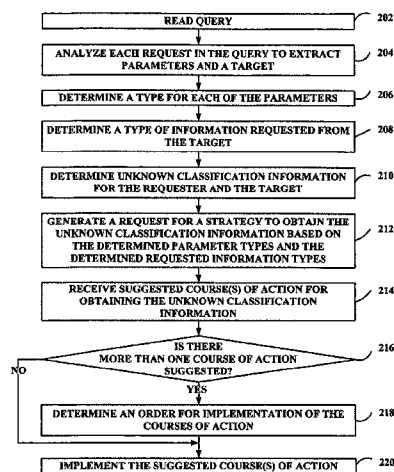 READ QUERY
202
ANALYZE EACH REQUEST IN THE QUERY TO EXTRACT
PARAMETERS AND A TARGET
204
DETERMINE A TYPE FOR EACH OF THE PARAMETERS
206
DETERMINE A TYPE OF INFORMATION REQUESTED FROM
THE TARGET
208
DETERMINE UNKNOWN CLASSIFICATION INFORMATION
FOR THE REQUESTER AND THE TARGET
210
GENERATE A REQUEST FOR A STRATEGY TO OBTAIN THE
UNKNOWN CLASSIFICATION INFORMATION BASED ON
THE DETERMINED PARAMETER TYPES AND THE
DETERMINED REQUESTED INFORMATION TYPES
212
RECEIVE SUGGESTED COURSE(S) OF ACTION FOR
OBTAINING THE UNKNOWN CLASSIFICATION
INFORMATION
214
IS THERE
MORE THAN ONE COURSE OF ACTION
SUGGESTED?
216
NO
YES
DETERMINE AN ORDER FOR IMPLEMENTATION OF THE
COURSES OF ACTION
218
IMPLEMENT THE SUGGESTED COURSE(S) OF ACTION
220